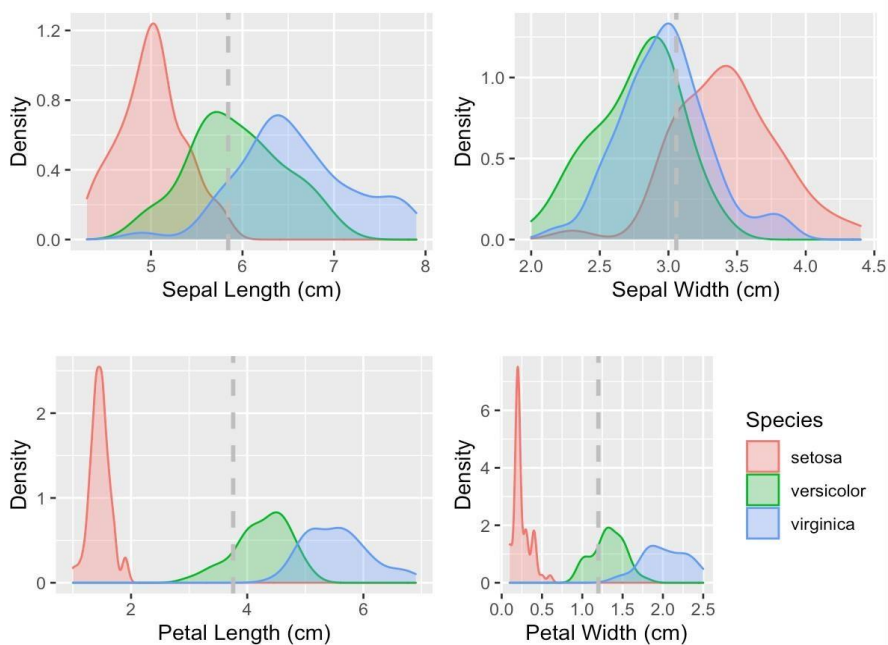 1.2
0.8
0.4
0.0
Density
5 6 7 8
Sepal Length (cm)
1.0
0.5
0.0
Density
2.0 2.5 3.0 3.5 4.0 4.5
Sepal Width (cm)
2
1
0
Density
2 4 6
Petal Length (cm)
6
4
2
0
Density
0.0 0.5 1.0 1.5 2.0 2.5
Petal Width (cm)
Species
setosa
versicolor
virginica